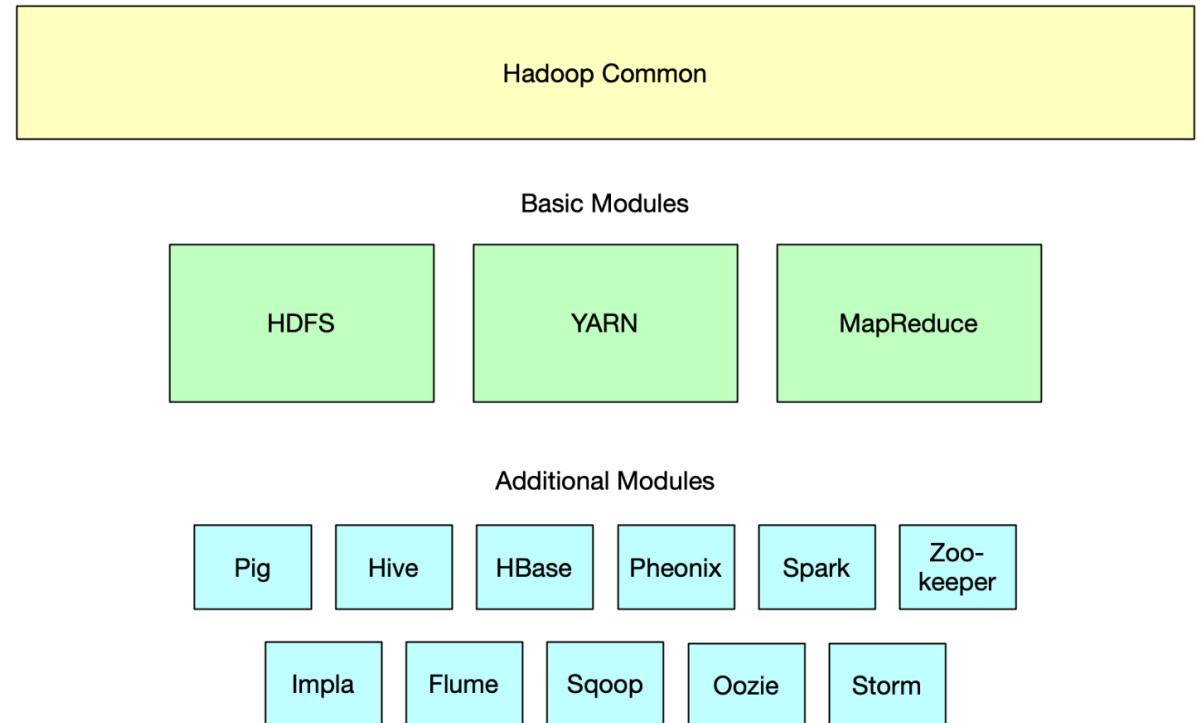 Hadoop Common
Basic Modules
HDFS
YARN
MapReduce
Additional Modules
Pig
Hive
HBase
Pheonix
Spark
Zoo-
keeper
Impla
Flume
Sqoop
Oozie
Storm